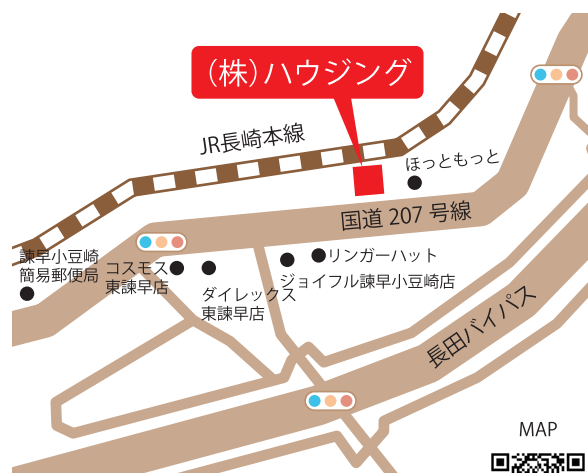 (株)ハウジング
JR長崎本線
ほっともっと
国道 207 号線
諫早小豆崎
簡易郵便局
コスモス
東諫早店
ダイレックス
東諫早店
リンガーハット
ジョイフル諫早小豆崎店
長田バイパス
MAP